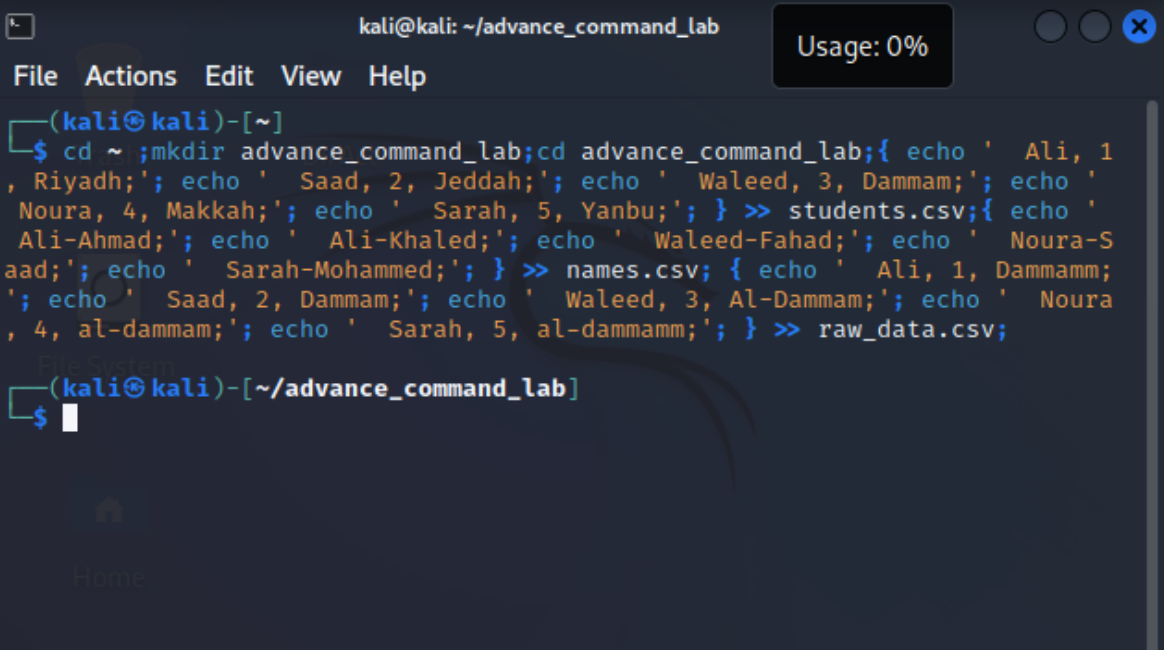 kali@kali: ~/advance_command_lab
Usage: 0%
File Actions Edit View Help
┌──(kali㉿kali)-[~]
└─$ cd ~ ;mkdir advance_command_lab;cd advance_command_lab;{ echo '  Ali, 1
, Riyadh;'; echo '  Saad, 2, Jeddah;'; echo '  Waleed, 3, Dammam;'; echo '
 Noura, 4, Makkah;'; echo '  Sarah, 5, Yanbu;'; } >> students.csv;{ echo '
 Ali-Ahmad;'; echo '  Ali-Khaled;'; echo '  Waleed-Fahad;'; echo '  Noura-S
aad;'; echo '  Sarah-Mohammed;'; } >> names.csv; { echo '  Ali, 1, Dammamm;
'; echo '  Saad, 2, Dammam;'; echo '  Waleed, 3, Al-Dammam;'; echo '  Noura
, 4, al-dammam;'; echo '  Sarah, 5, al-dammamm;'; } >> raw_data.csv;
File System
┌──(kali㉿kali)-[~/advance_command_lab]
└─$
Home